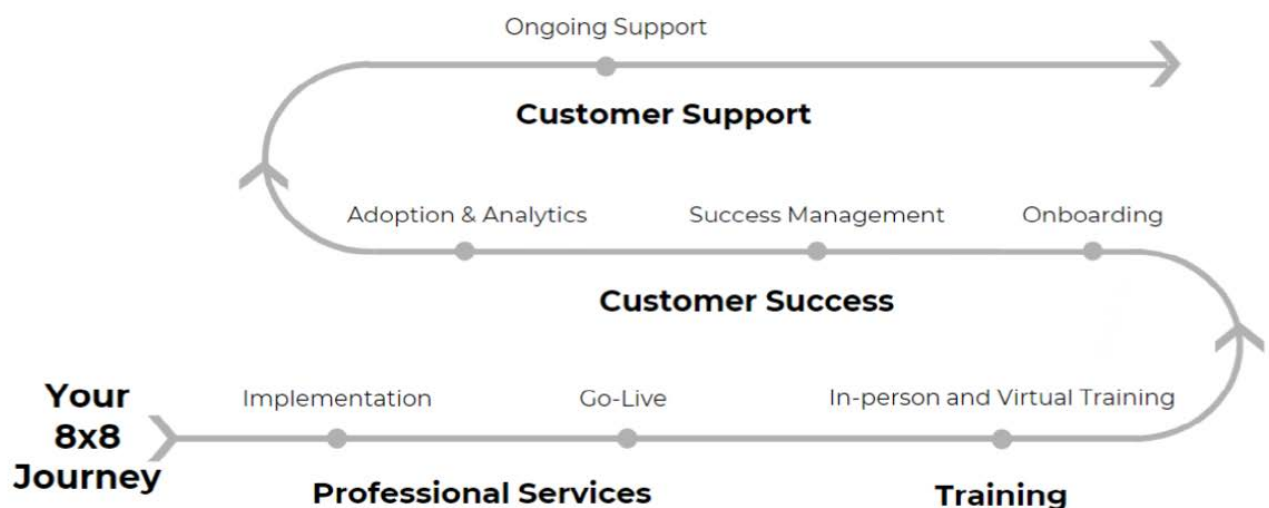 Ongoing Support
Customer Support
Adoption & Analytics
Success Management
Onboarding
Customer Success
Your
8x8
Journey
Implementation
Go-Live
In-person and Virtual Training
Professional Services
Training